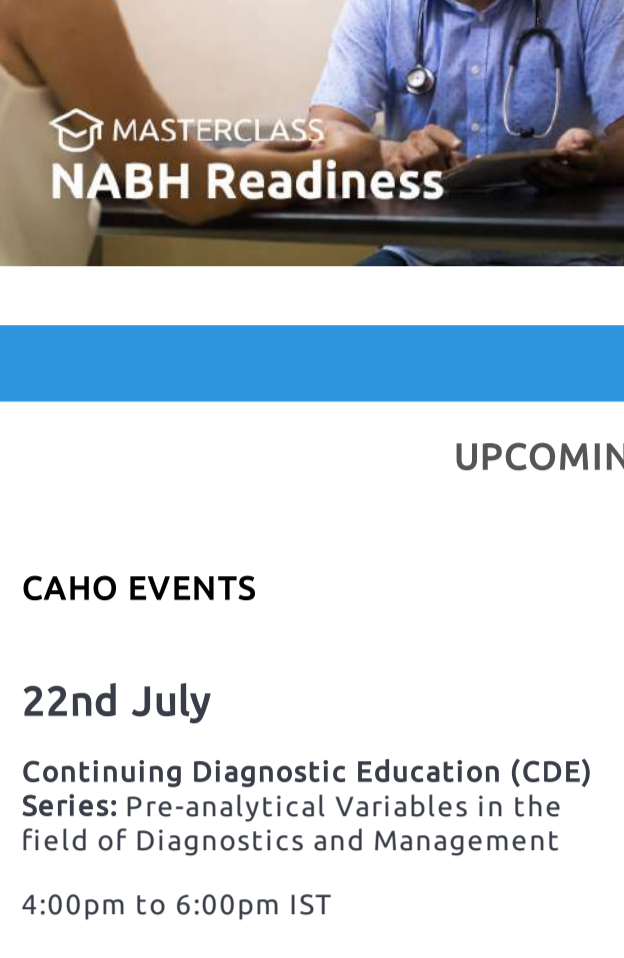 MASTERCLASS
NABH Readiness
UPCOMIN
CAHO EVENTS
22nd July
Continuing Diagnostic Education (CDE)
Series: Pre-analytical Variables in the
field of Diagnostics and Management
4:00pm to 6:00pm IST